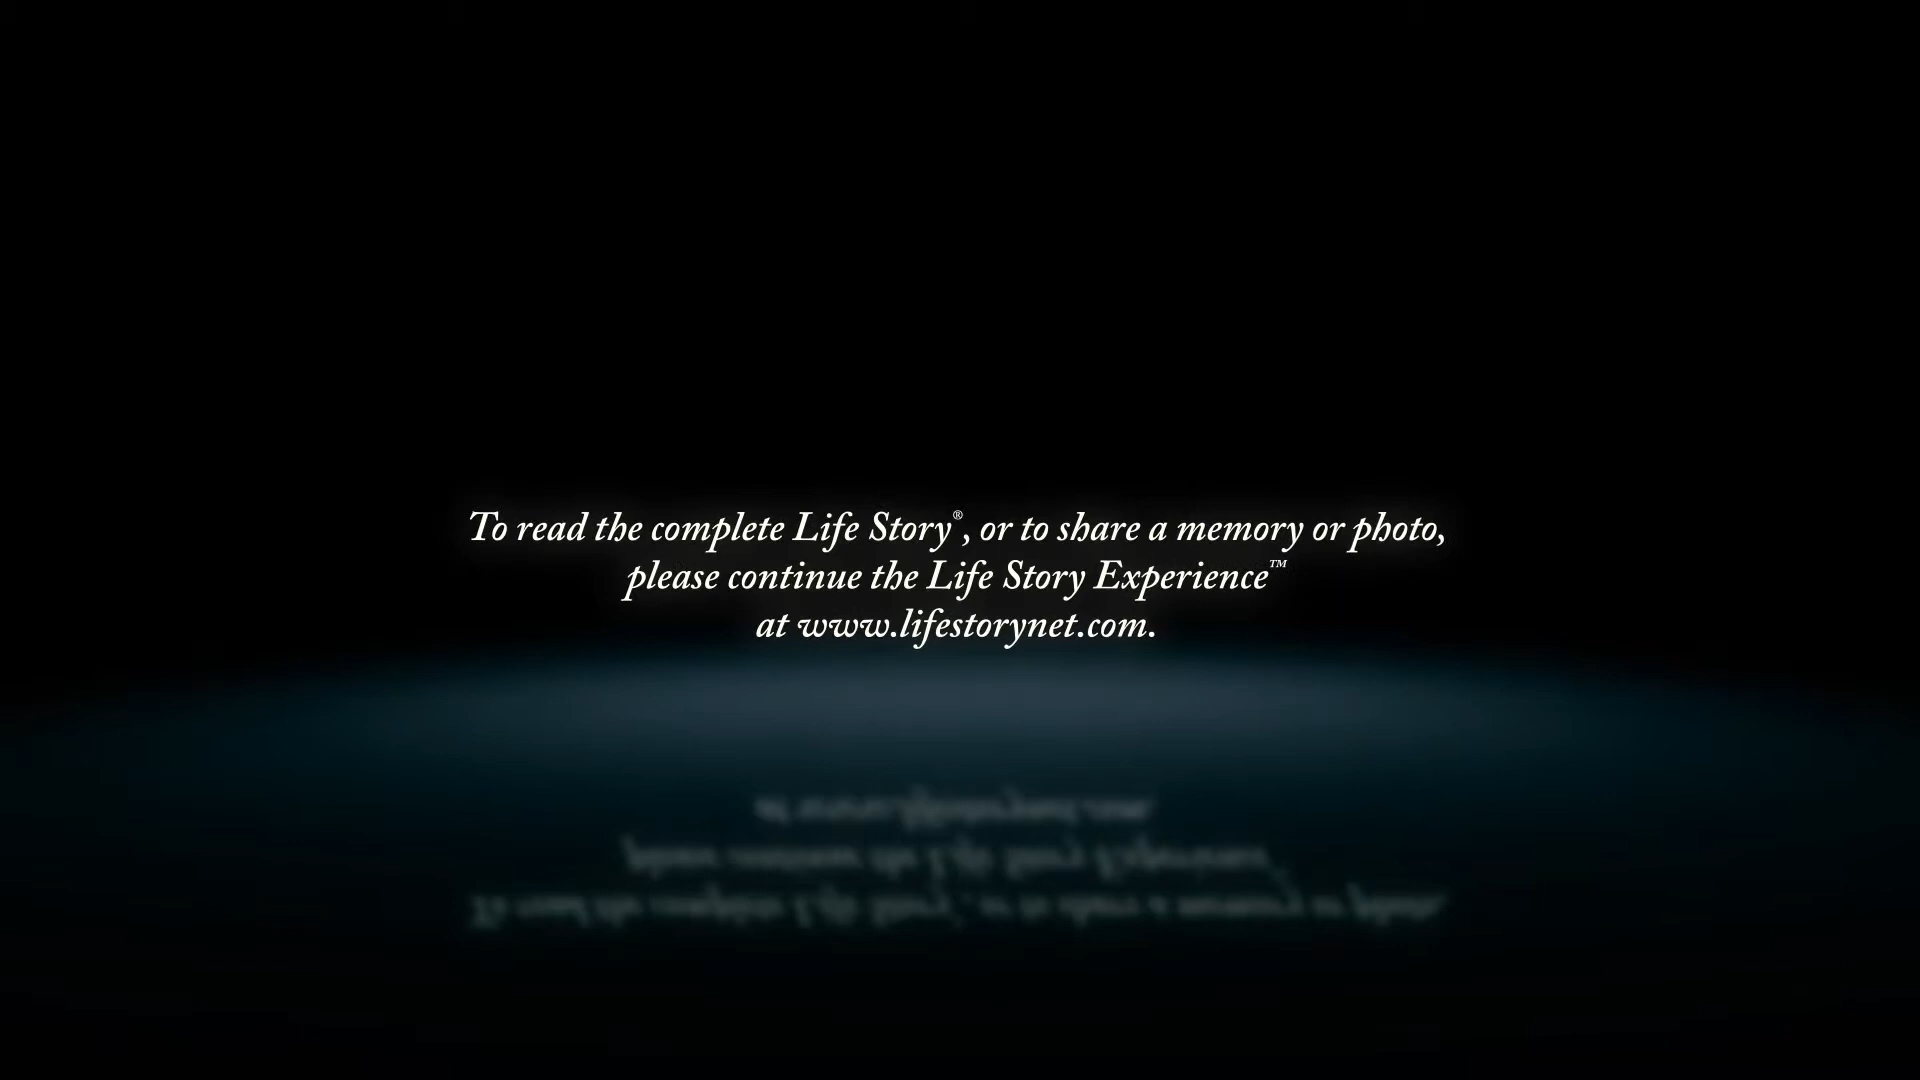 To read the complete Life Story®, or to share a memory or photo,
please continue the Life Story Experience™
at www.lifestorynet.com.